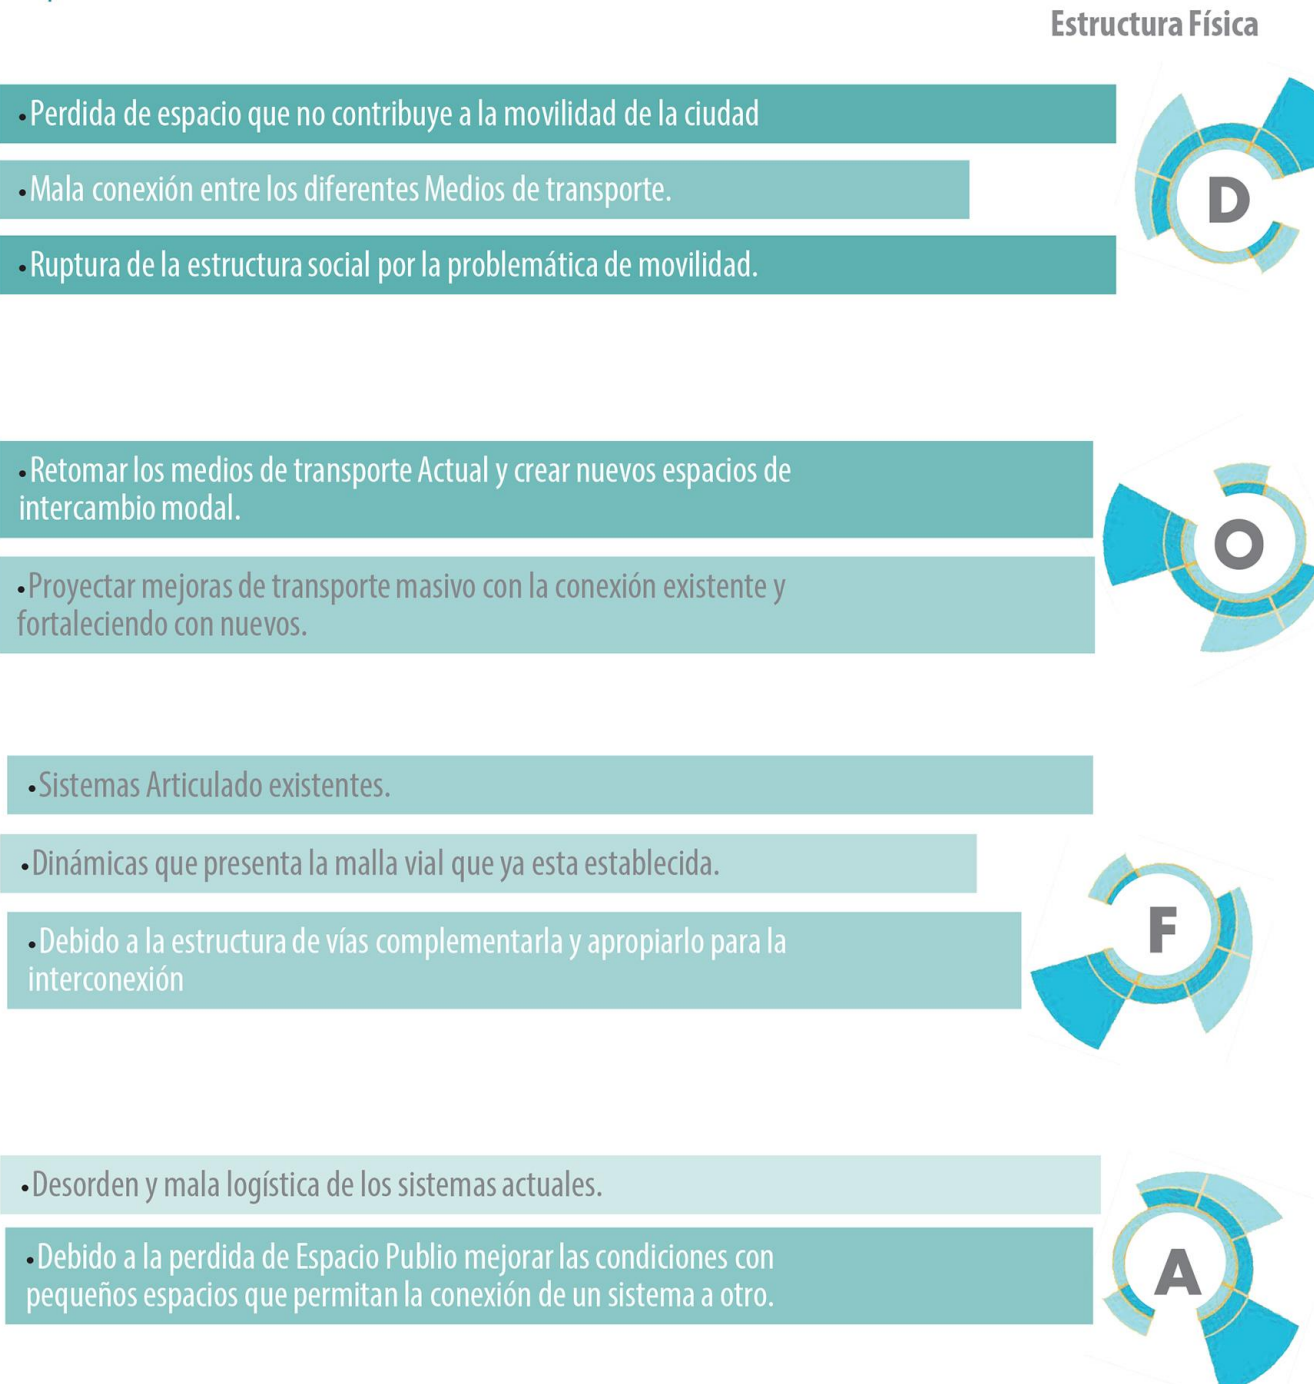 Estructura Física
•Perdida de espacio que no contribuye a la movilidad de la ciudad
D
•Mala conexión entre los diferentes Medios de transporte.
•Ruptura de la estructura social por la problemática de movilidad.
•Retomar los medios de transporte Actual y crear nuevos espacios de
intercambio modal.
O
•Proyectar mejoras de transporte masivo con la conexión existente y
fortaleciendo con nuevos.
•Sistemas Articulado existentes.
•Dinámicas que presenta la malla vial que ya esta establecida.
F
•Debido a la estructura de vías complementarla y apropiarlo para la
interconexión
•Desorden y mala logística de los sistemas actuales.
A
•Debido a la perdida de Espacio Publio mejorar las condiciones con
pequeños espacios que permitan la conexión de un sistema a otro.